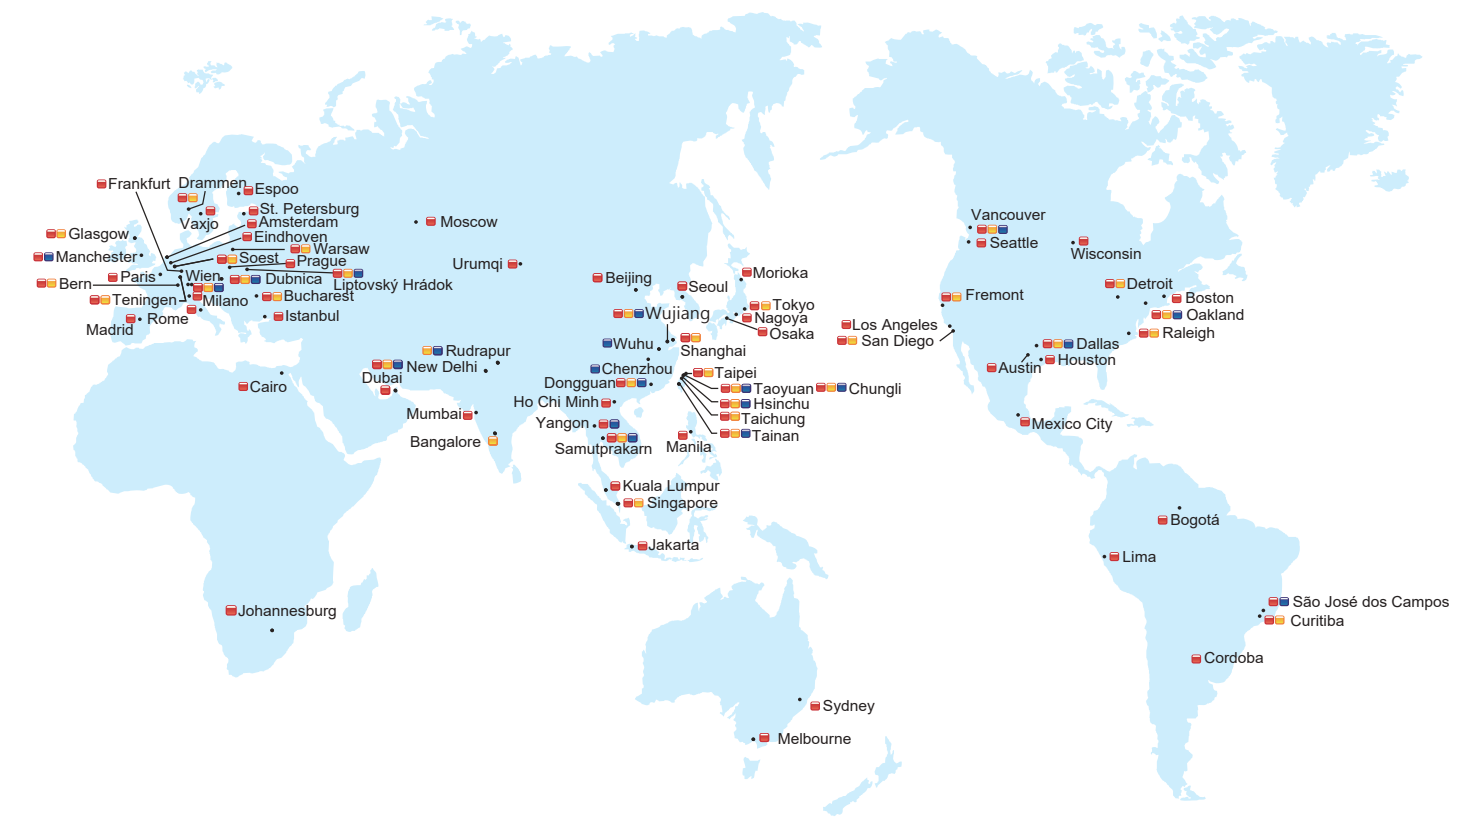 Frankfurt
Drammen
Espoo
St. Petersburg
Vaxjo
Amsterdam
Moscow
Glasgow
Eindhoven
Warsaw
Manchester
Soest
Prague
Paris
Wien
Dubnica
Liptovský Hrádok
Bern
Teningen
Milano
Bucharest
Madrid
Rome
Istanbul
Urumqi
Beijing
Seoul
Morioka
Tokyo
Nagoya
Osaka
Wujiang
Shanghai
Wuhu
Rudrapur
New Delhi
Dubai
Cairo
Chenzhou
Dongguan
Taipei
Taoyuan
Chungli
Hsinchu
Taichung
Tainan
Ho Chi Minh
Mumbai
Yangon
Bangalore
Samutprakarn
Manila
Kuala Lumpur
Singapore
Jakarta
Johannesburg
Sydney
Melbourne
Vancouver
Seattle
Wisconsin
Fremont
Detroit
Boston
Oakland
Los Angeles
San Diego
Raleigh
Dallas
Austin
Houston
Mexico City
Bogotá
Lima
São José dos Campos
Curitiba
Cordoba